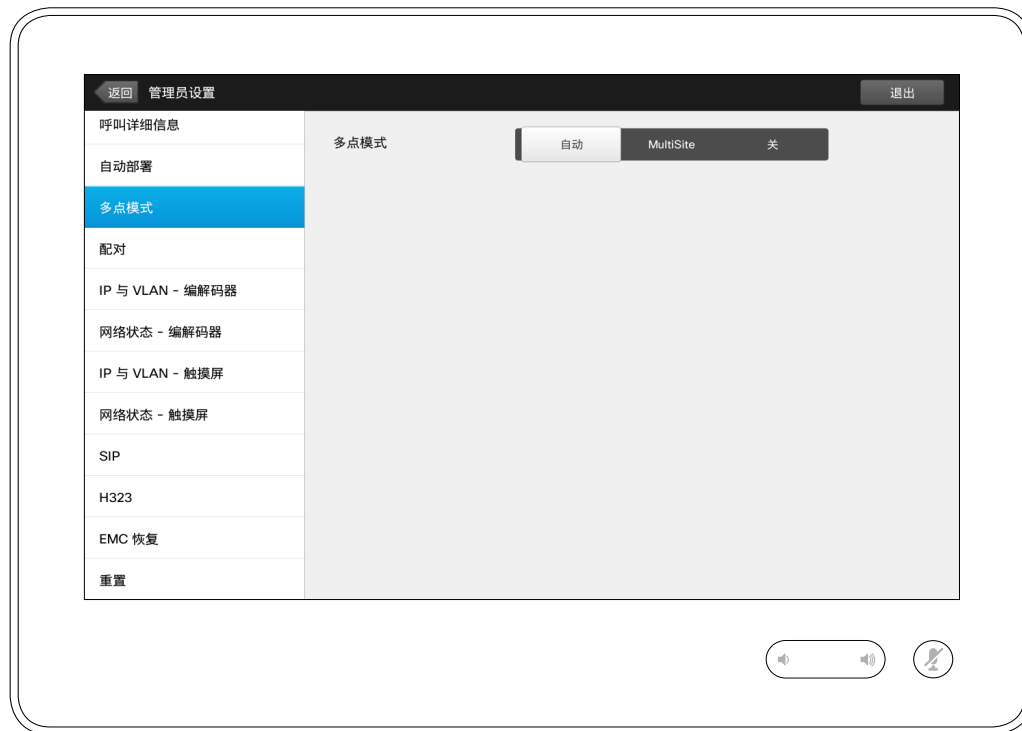 返回 管理员设置 退出
呼叫详细信息
多点模式 自动 MultiSite 关
自动部署
多点模式
配对
IP 与 VLAN - 编解码器
网络状态 - 编解码器
IP 与 VLAN - 触摸屏
网络状态 - 触摸屏
SIP
H323
EMC 恢复
重置